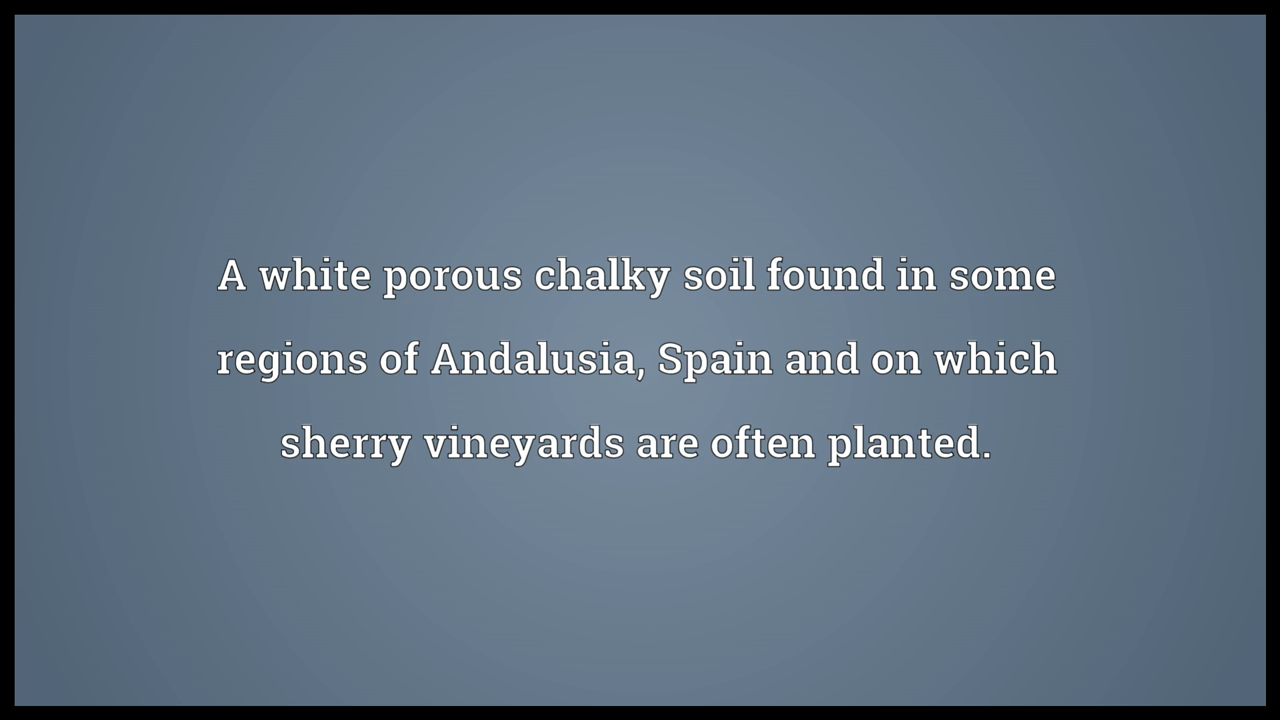 A white porous chalky soil found in some
regions of Andalusia, Spain and on which
sherry vineyards are often planted.